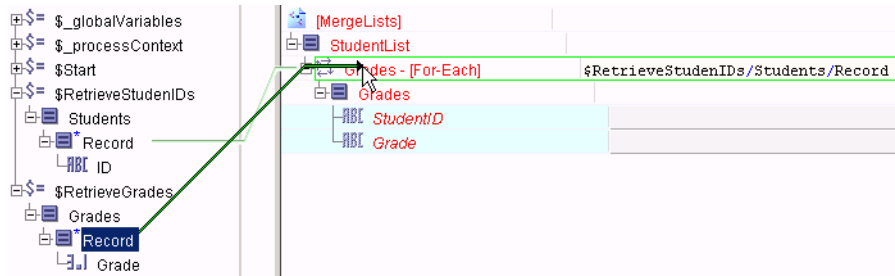 $_globalVariables
$_processContext
$Start
$RetrieveStudenIDs
Students
Record
ID
$RetrieveGrades
Grades
Record
Grade
[MergeLists]
StudentList
Grades - [For-Each] $RetrieveStudenIDs/Students/Record
Grades
StudentID
Grade